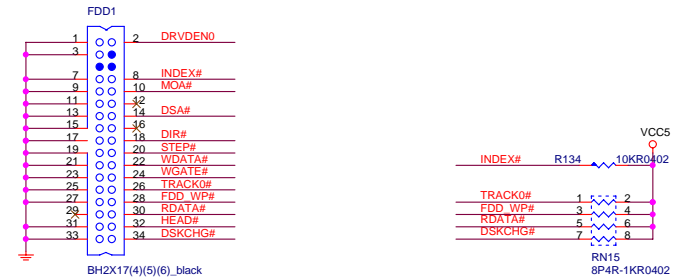 FDD1
1 2 DRVDEN0
3
7 8 INDEX#
9 10 MOA#
11 12
13 14 DSA#
15 16
17 18 DIR#
19 20 STEP#
21 22 WDATA#
23 24 WGATE#
25 26 TRACK0#
27 28 FDD_WP#
29 30 RDATA#
31 32 HEAD#
33 34 DSKCHG#
BH2X17(4)(5)(6)_black
VCC5
INDEX# R134 10KR0402
TRACK0# 1 2
FDD_WP# 3 4
RDATA# 5 6
DSKCHG# 7 8
RN15
8P4R-1KR0402